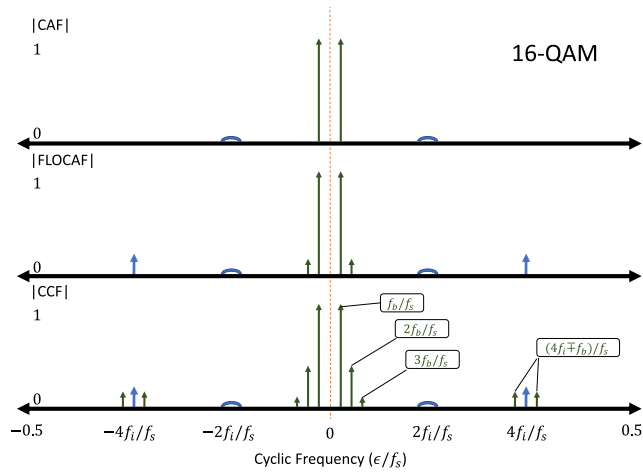 |CAF|
1
16-QAM
0
|FLOCAF|
1
0
|CCF|
1
f_b/f_s
2f_b/f_s
3f_b/f_s
(4f_i∓f_b)/f_s
0
−0.5
−4f_i/f_s
−2f_i/f_s
0
2f_i/f_s
4f_i/f_s
0.5
Cyclic Frequency (ϵ/f_s)